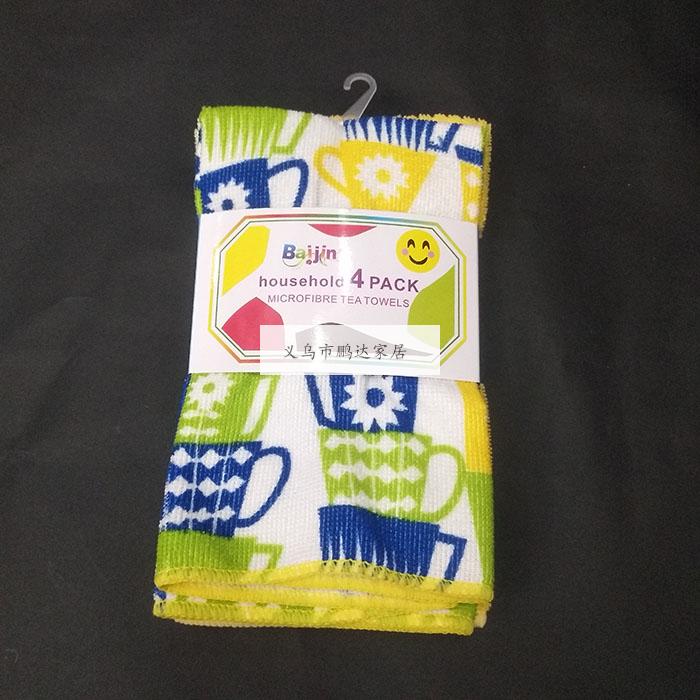 Baijin
household 4 PACK
MICROFIBRE TEA TOWELS
义乌市鹏达家居